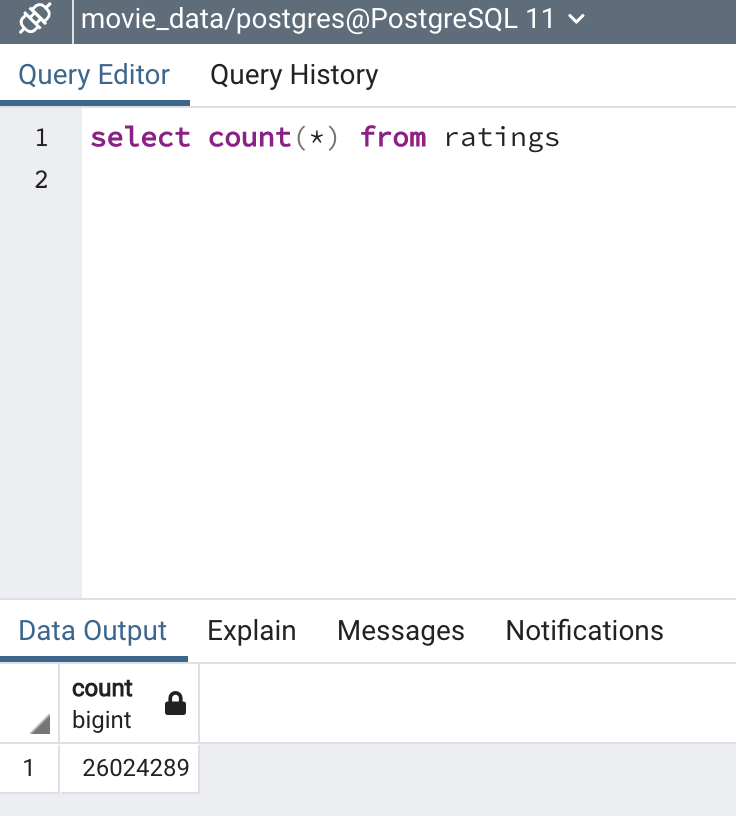 movie_data/postgres@PostgreSQL 11
Query Editor Query History
1 select count(*) from ratings
2
Data Output Explain Messages Notifications
count
bigint
1 26024289